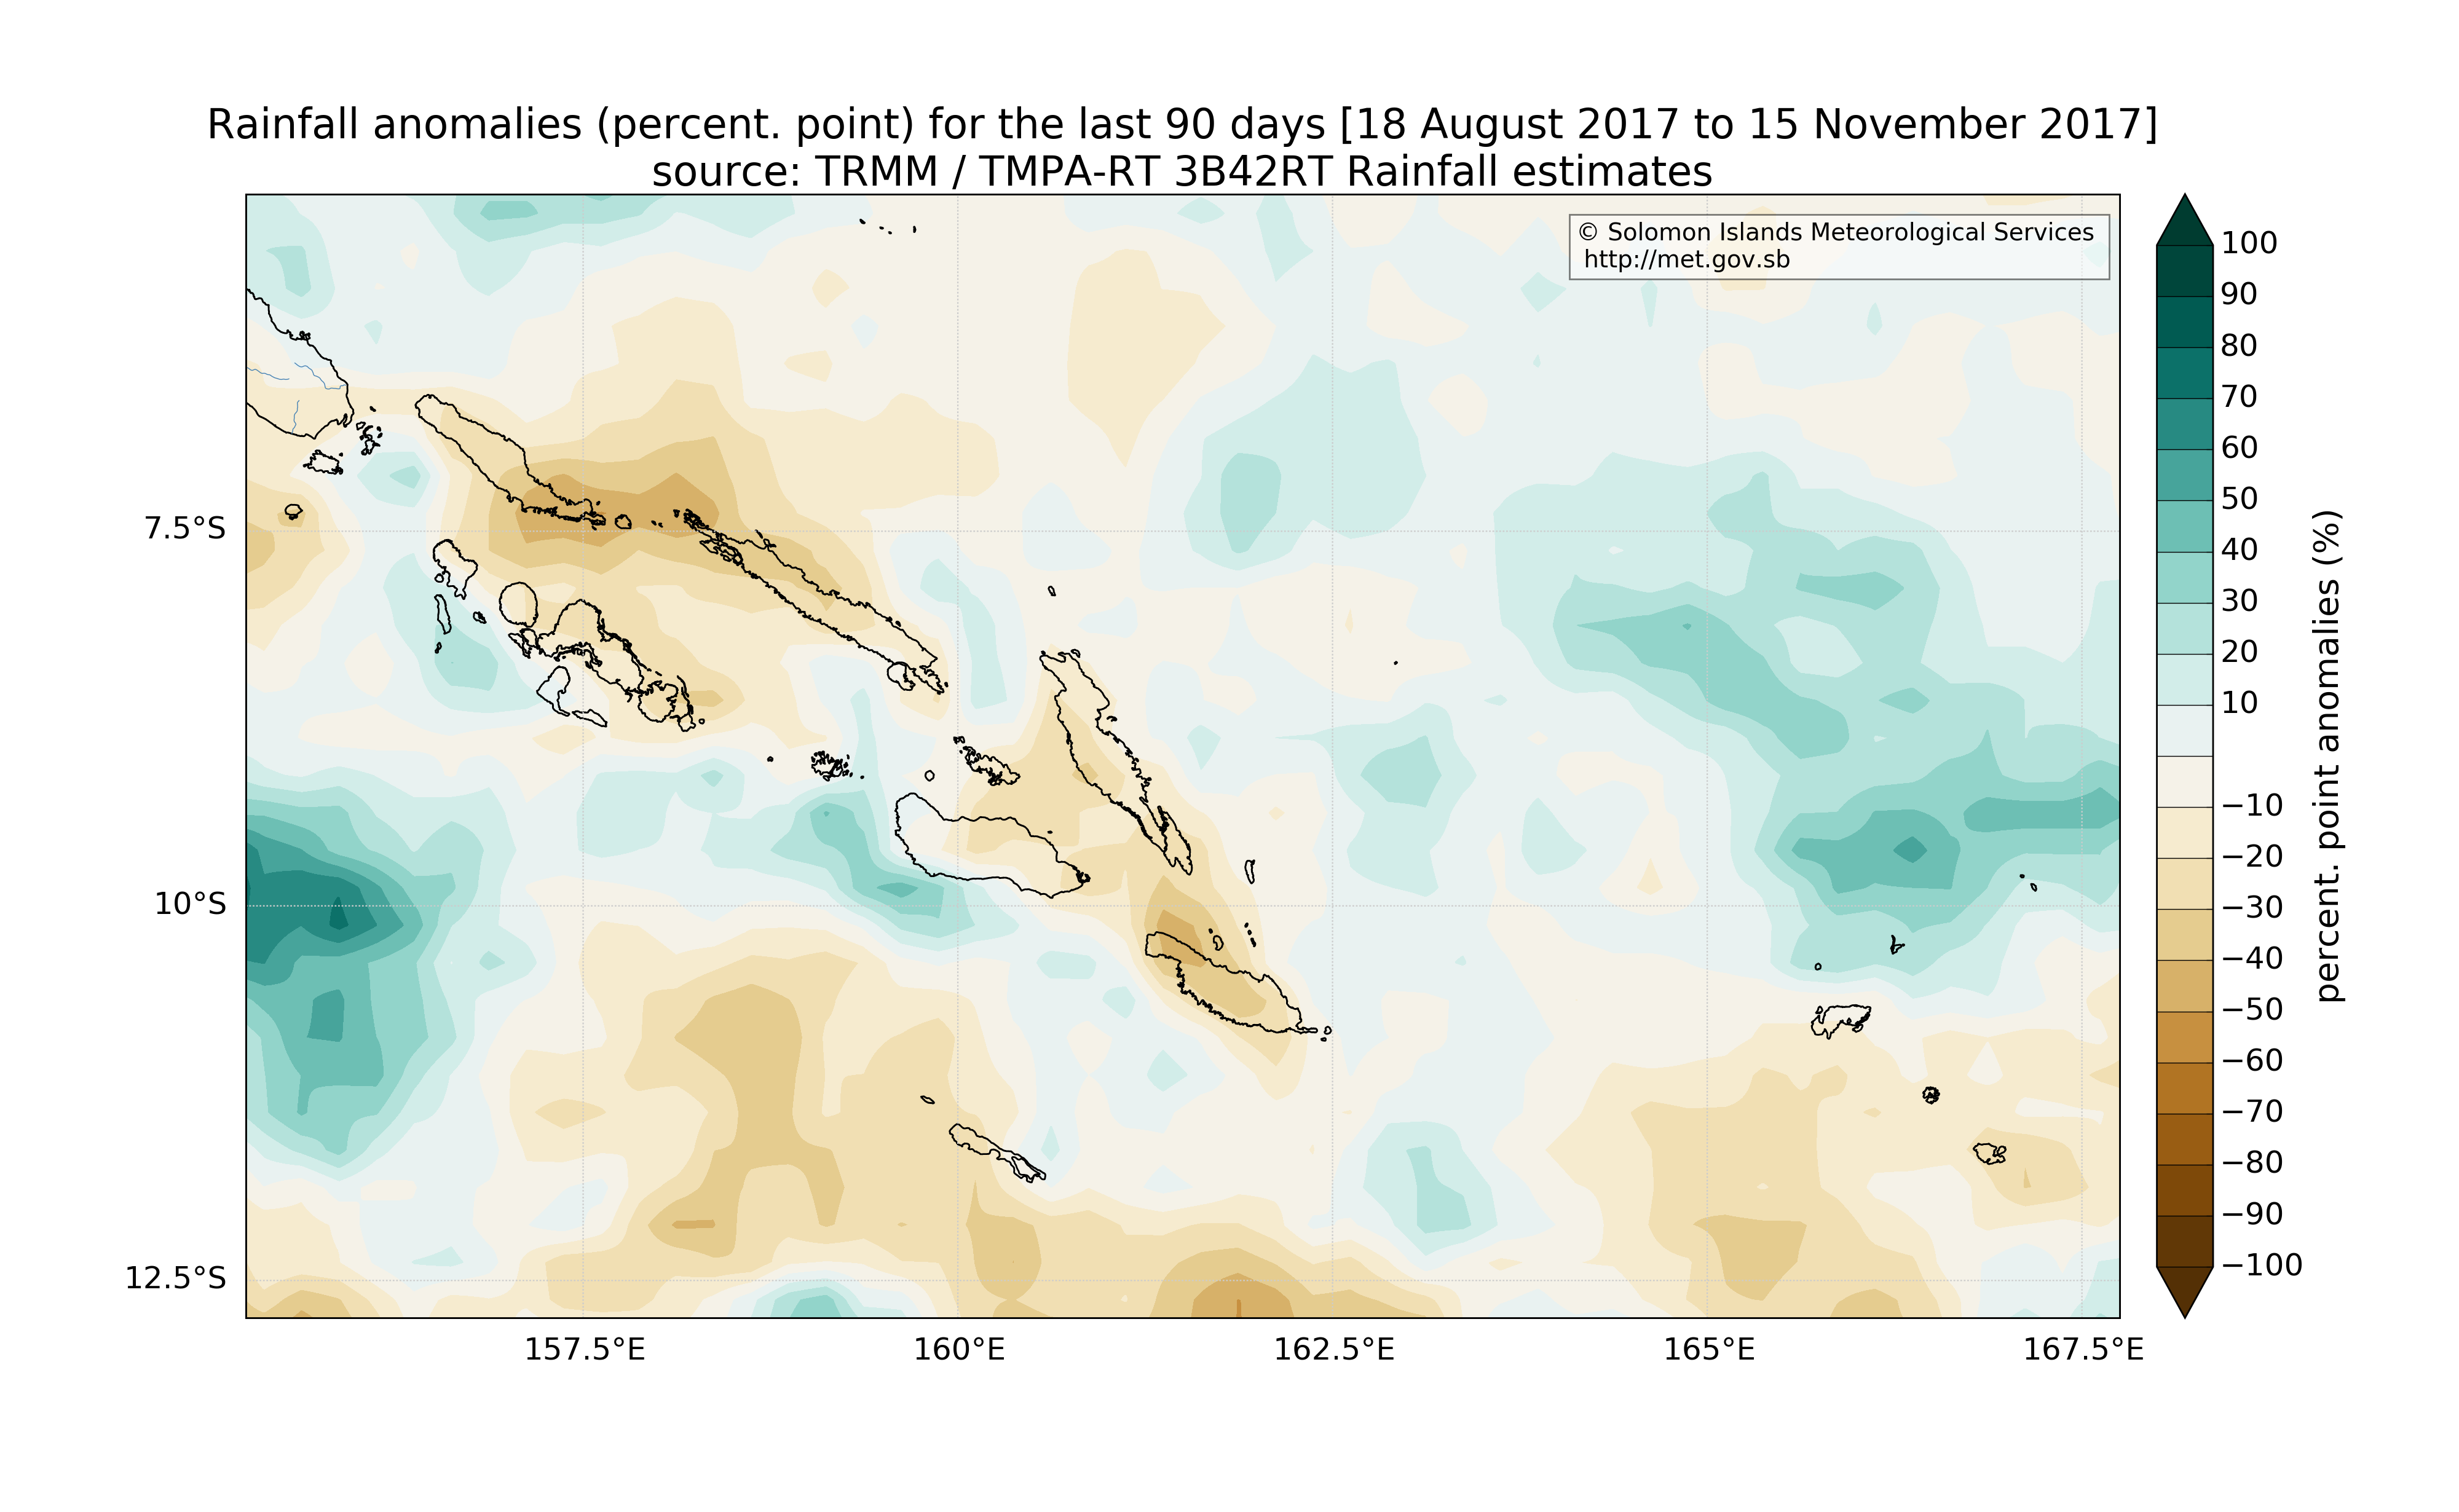 Rainfall anomalies (percent. point) for the last 90 days [18 August 2017 to 15 November 2017]
source: TRMM / TMPA-RT 3B42RT Rainfall estimates
© Solomon Islands Meteorological Services
http://met.gov.sb
7.5°S
10°S
12.5°S
157.5°E
160°E
162.5°E
165°E
167.5°E
100
90
80
70
60
50
40
30
20
10
−10
−20
−30
−40
−50
−60
−70
−80
−90
−100
percent. point anomalies (%)